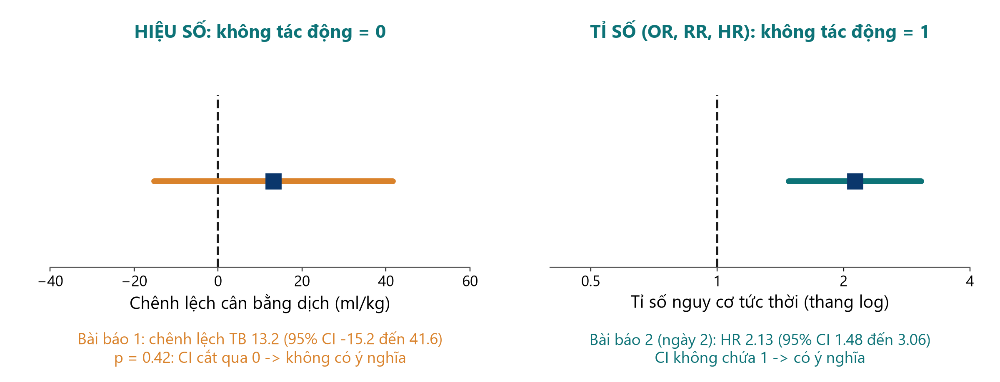 HIỆU SỐ: không tác động = 0
−40 −20 0 20 40 60
Chênh lệch cân bằng dịch (ml/kg)
Bài báo 1: chênh lệch TB 13.2 (95% CI -15.2 đến 41.6)
p = 0.42: CI cắt qua 0 -> không có ý nghĩa
TỈ SỐ (OR, RR, HR): không tác động = 1
0.5 1 2 4
Tỉ số nguy cơ tức thời (thang log)
Bài báo 2 (ngày 2): HR 2.13 (95% CI 1.48 đến 3.06)
CI không chứa 1 -> có ý nghĩa